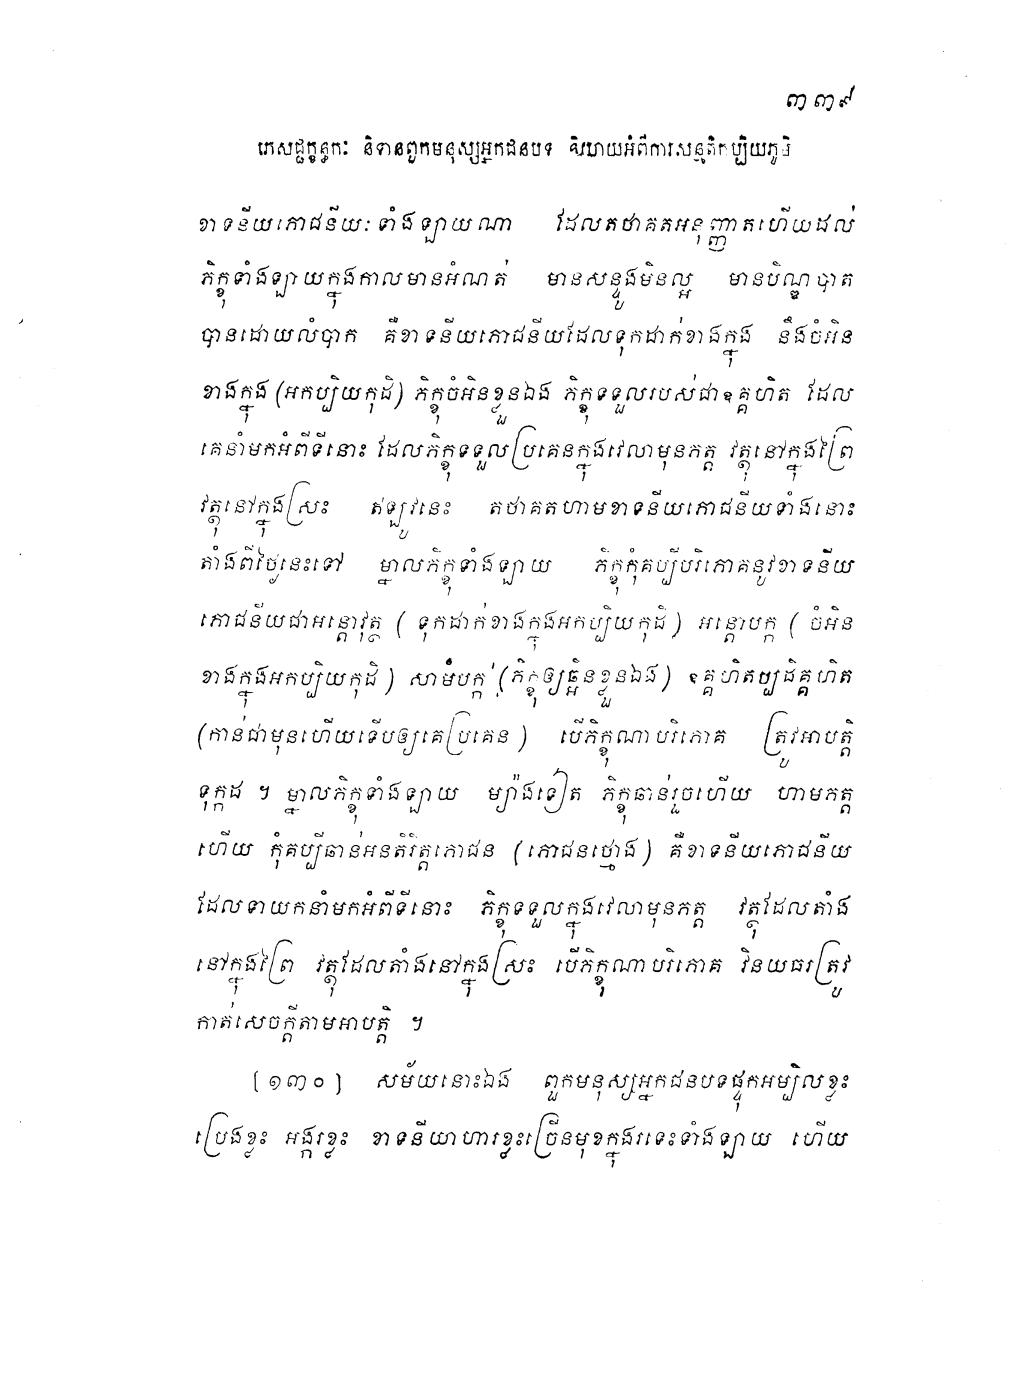 ៣៣៩
ភេសជ្ជក្ខន្ធកៈ និទានពួកមនុស្សអ្នកជនបទ អំពីការសន្មតិកប្បិយភូមិ
ខាទនីយភោជនីយៈទាំងឡាយណា ដែលតថាគតអនុញ្ញាតហើយដល់
ភិក្ខុទាំងឡាយក្នុងកាលមានអំណត់ មានសន្ទូងមិនល្អ មានបិណ្ឌបាត
បានដោយលំបាក គឺខាទនីយភោជនីយដែលទុកដាក់ខាងក្នុង នឹងចំអិន
ខាងក្នុង (អកប្បិយកុដិ) ភិក្ខុចំអិនខ្លួនឯង ភិក្ខុទទួលរបស់ជាឧគ្គហិត ដែល
គេនាំមកអំពីទីនោះ ដែលភិក្ខុទទួលប្រគេនក្នុងវេលាមុនភត្ត វត្ថុនៅក្នុងព្រៃ
វត្ថុនៅក្នុងស្រះ ត់ឡូវនេះ តថាគតហាមខាទនីយភោជនីយទាំងនោះ
តាំងពីថ្ងៃនេះទៅ ម្នាលភិក្ខុទាំងឡាយ ភិក្ខុកុំគប្បីបរិភោគនូវខាទនីយ
ភោជនីយជាអន្តោវុត្ថ ( ទុកដាក់ខាងក្នុងអកប្បិយកុដិ ) អន្តោបក្ក ( ចំអិន
ខាងក្នុងអកប្បិយកុដិ ) សាមំបក្ក (ភិក្ខុឲ្យឆ្អិនខ្លួនឯង) ឧគ្គហិតប្បដិគ្គហិត
(កាន់ជាមុនហើយទើបឲ្យគេប្រគេន ) បើភិក្ខុណាបរិភោគ ត្រូវអាបត្តិ
ទុក្កដ ។ ម្នាលភិក្ខុទាំងឡាយ ម្យ៉ាងទៀត ភិក្ខុឆាន់រួចហើយ ហាមភត្ត
ហើយ កុំគប្បីឆាន់អនតិរិត្តភោជន (ភោជនថ្មោង) គឺខាទនីយភោជនីយ
ដែលទាយកនាំមកអំពីទីនោះ ភិក្ខុទទួលក្នុងវេលាមុនភត្ត វត្ថុដែលតាំង
នៅក្នុងព្រៃ វត្ថុដែលតាំងនៅក្នុងស្រះ បើភិក្ខុណាបរិភោគ វិនយធរត្រូវ
កាត់សេចក្តីតាមអាបត្តិ ។
(១៣០) សម័យនោះឯង ពួកមនុស្សអ្នកជនបទផ្ទុកអម្បិលខ្លះ
ប្រេងខ្លះ អង្ករខ្លះ ខាទនីយាហារខ្លះច្រើនមុខក្នុងរទេះទាំងឡាយ ហើយ